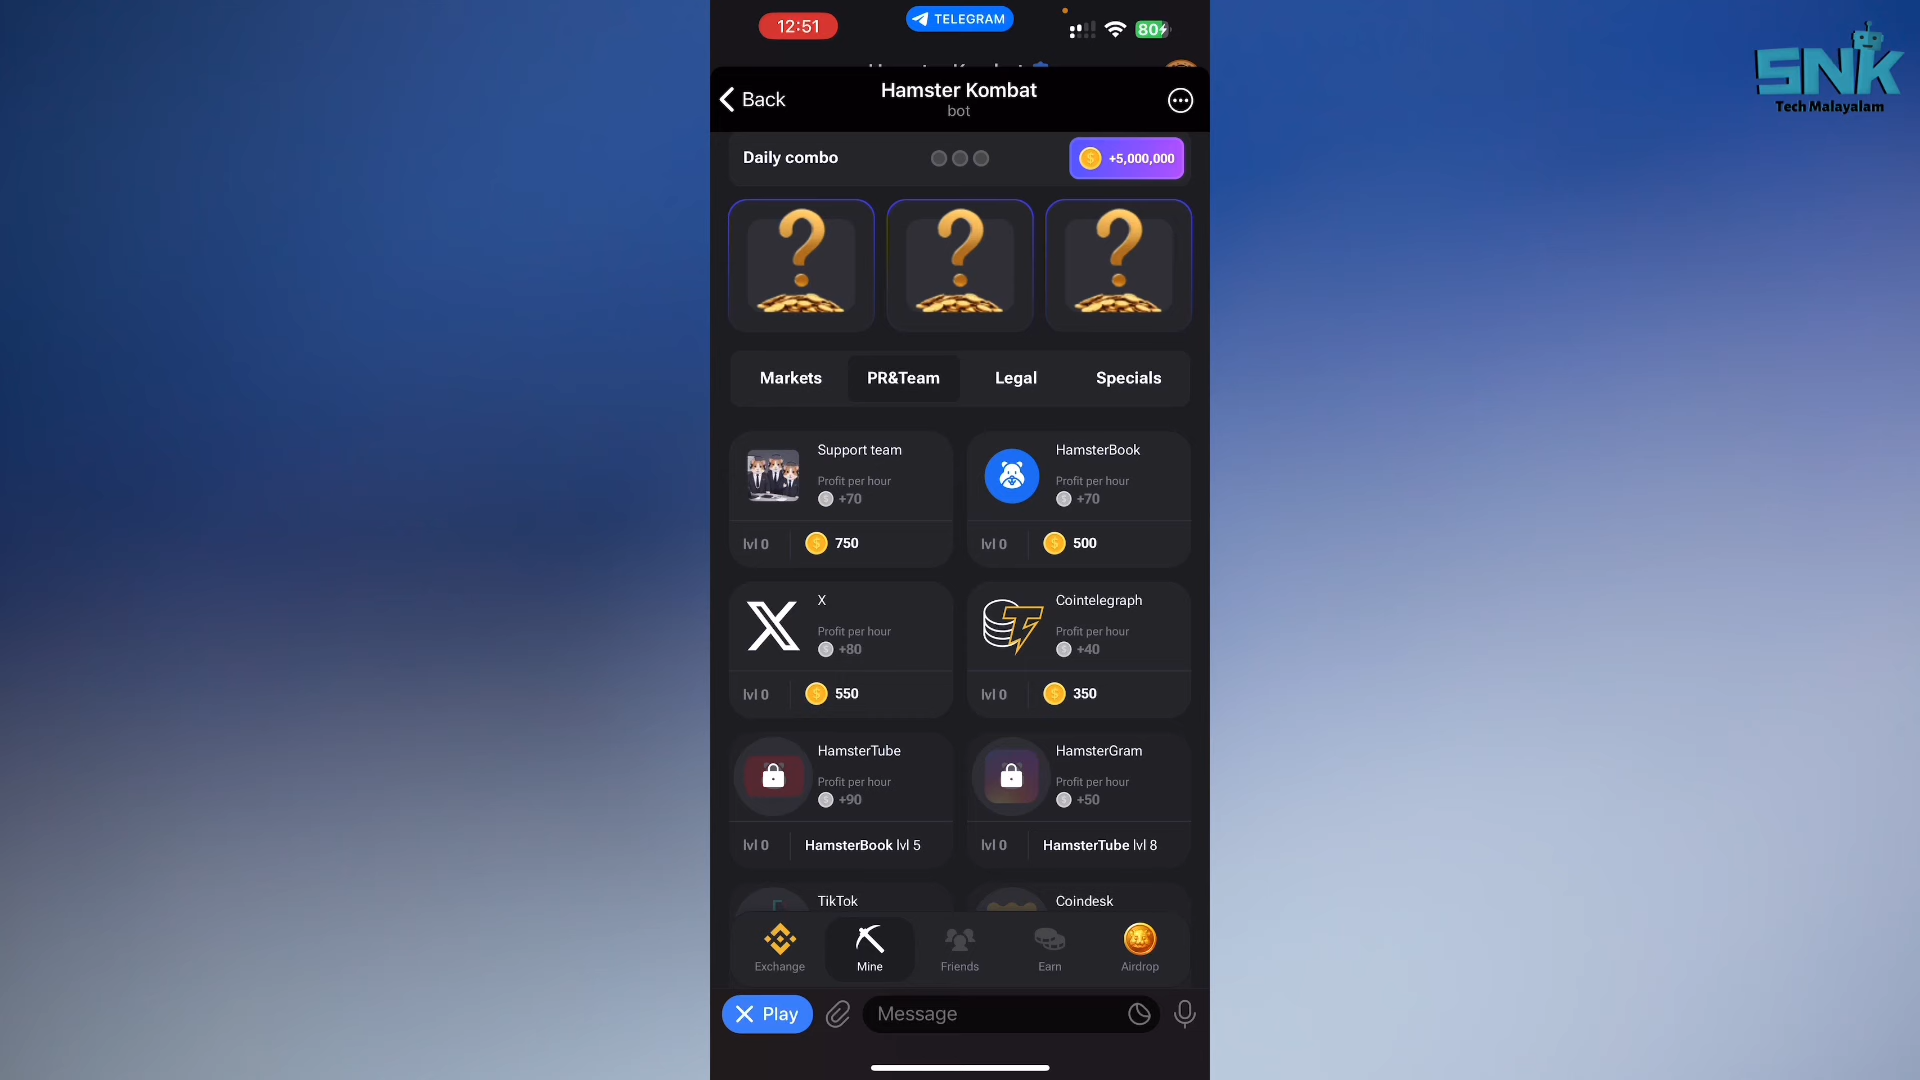 12:51
TELEGRAM
80
SNK
Tech Malayalam
Back
Hamster Kombat
bot
Daily combo
+5,000,000
Markets
PR&Team
Legal
Specials
Support team
Profit per hour
+70
lvl 0
750
HamsterBook
Profit per hour
+70
lvl 0
500
X
Profit per hour
+80
lvl 0
550
Cointelegraph
Profit per hour
+40
lvl 0
350
HamsterTube
Profit per hour
+90
lvl 0
HamsterBook lvl 5
HamsterGram
Profit per hour
+50
lvl 0
HamsterTube lvl 8
TikTok
Coindesk
Exchange
Mine
Friends
Earn
Airdrop
Play
Message